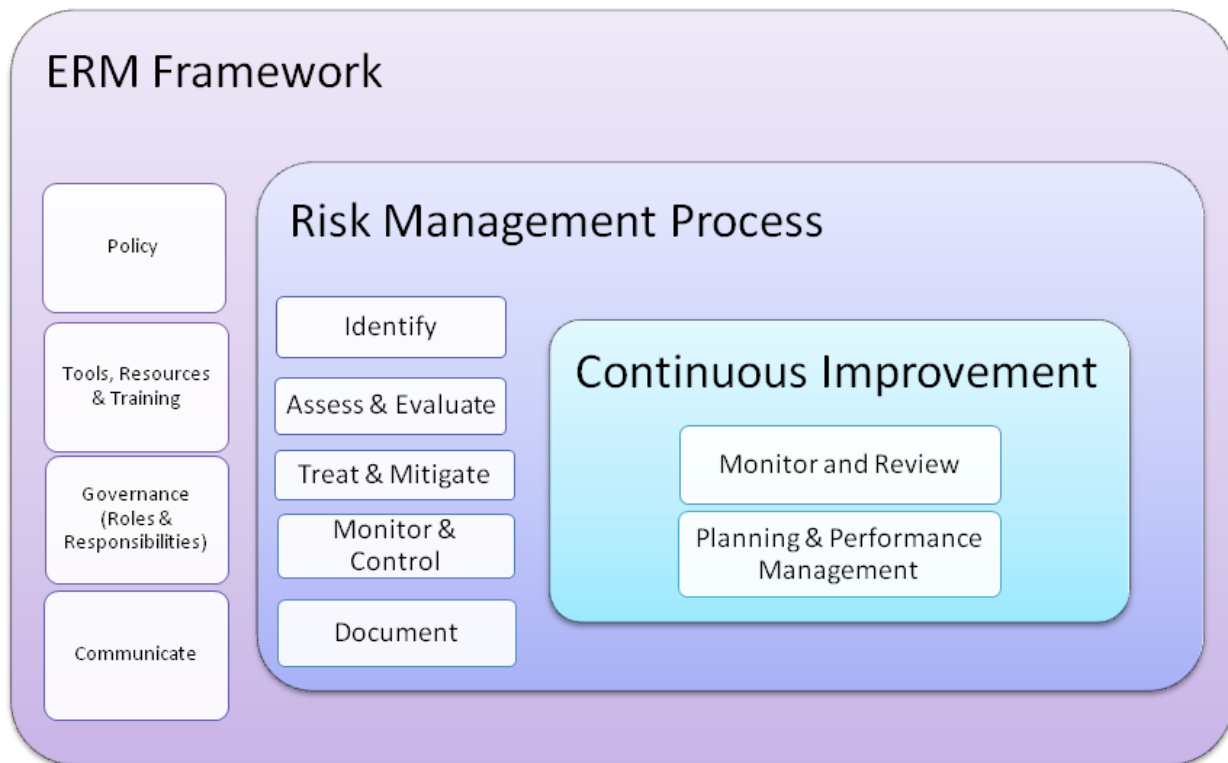 ERM Framework
Policy
Tools, Resources
& Training
Governance
(Roles &
Responsibilities)
Communicate
Risk Management Process
Identify
Assess & Evaluate
Treat & Mitigate
Monitor &
Control
Document
Continuous Improvement
Monitor and Review
Planning & Performance
Management